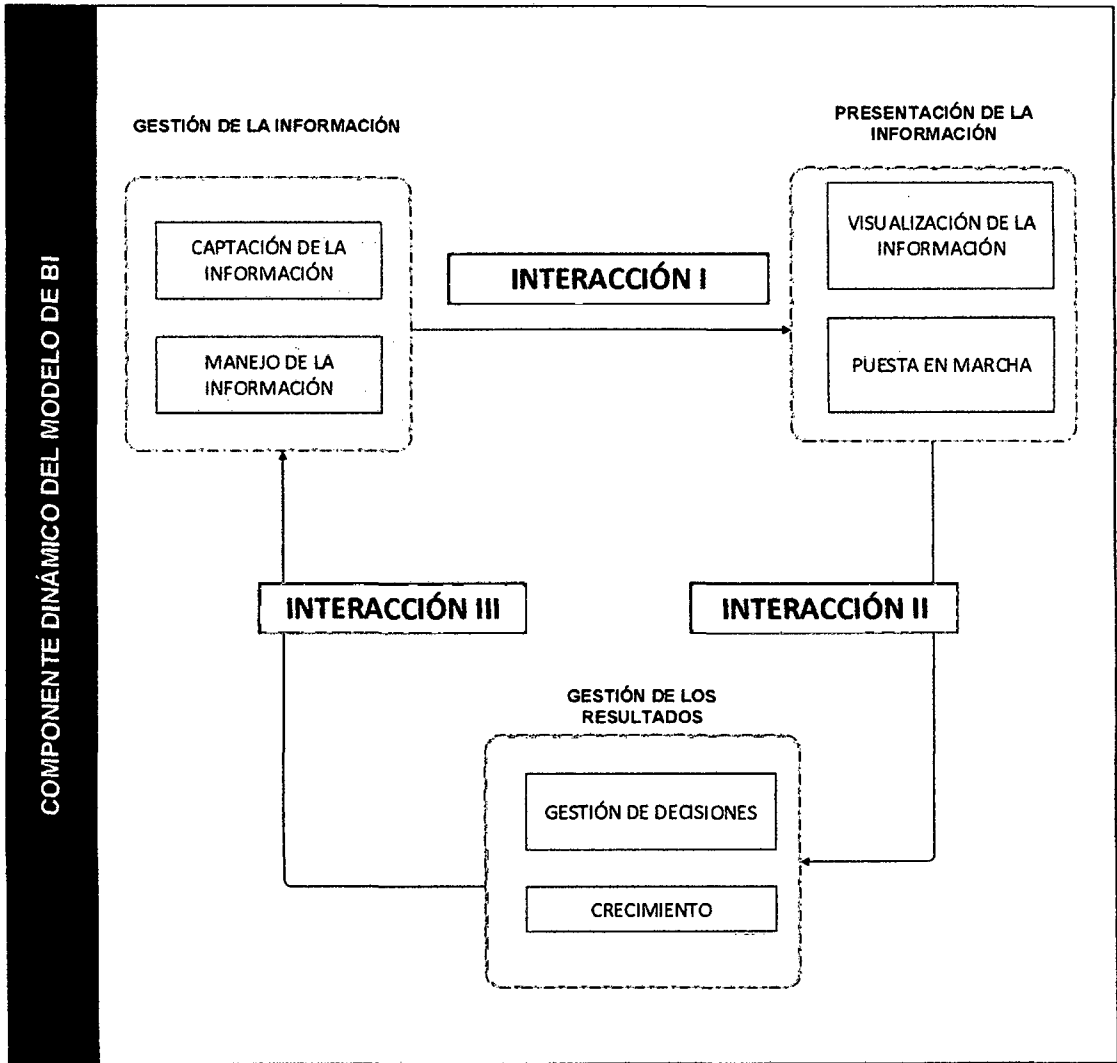 COMPONENTE DINÁMICO DEL MODELO DE BI
GESTIÓN DE LA INFORMACIÓN
CAPTACIÓN DE LA
INFORMACIÓN
MANEJO DE LA
INFORMACIÓN
INTERACCIÓN I
PRESENTACIÓN DE LA
INFORMACIÓN
VISUALIZACIÓN DE LA
INFORMACIÓN
PUESTA EN MARCHA
INTERACCIÓN III
INTERACCIÓN II
GESTIÓN DE LOS
RESULTADOS
GESTIÓN DE DECISIONES
CRECIMIENTO